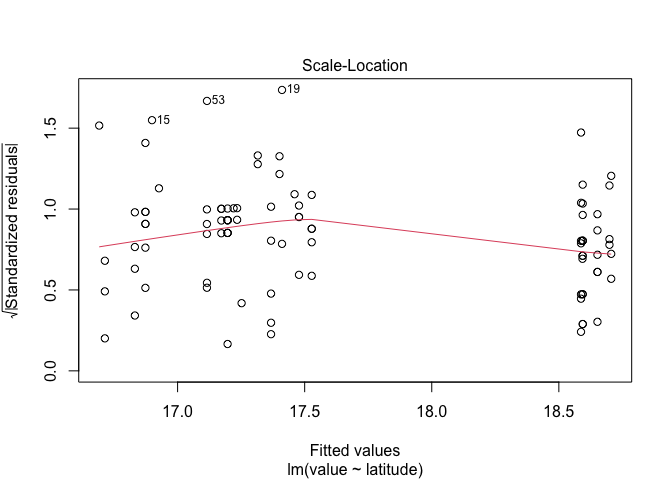 Scale-Location
√|Standardized residuals|
1.5
1.0
0.5
0.0
19
53
15
17.0 17.5 18.0 18.5
Fitted values
lm(value ~ latitude)